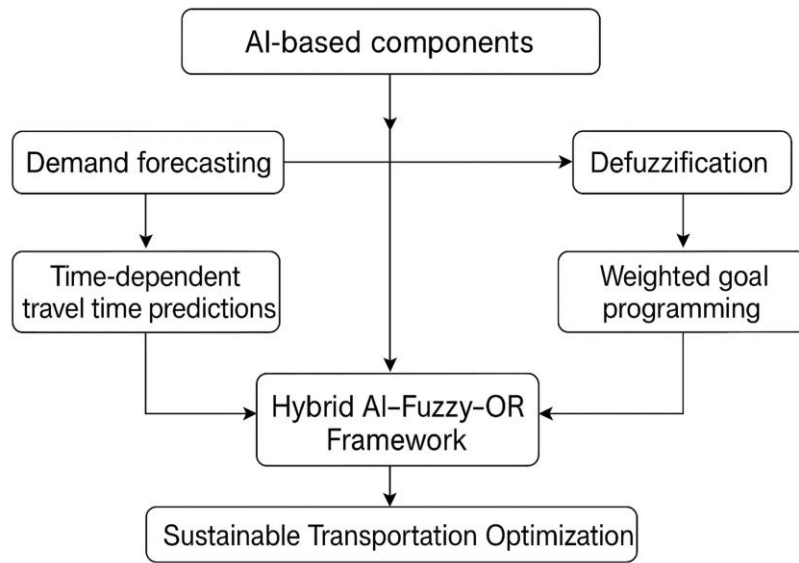 AI-based components
Demand forecasting
Defuzzification
Time-dependent
travel time predictions
Weighted goal
programming
Hybrid AI–Fuzzy–OR
Framework
Sustainable Transportation Optimization